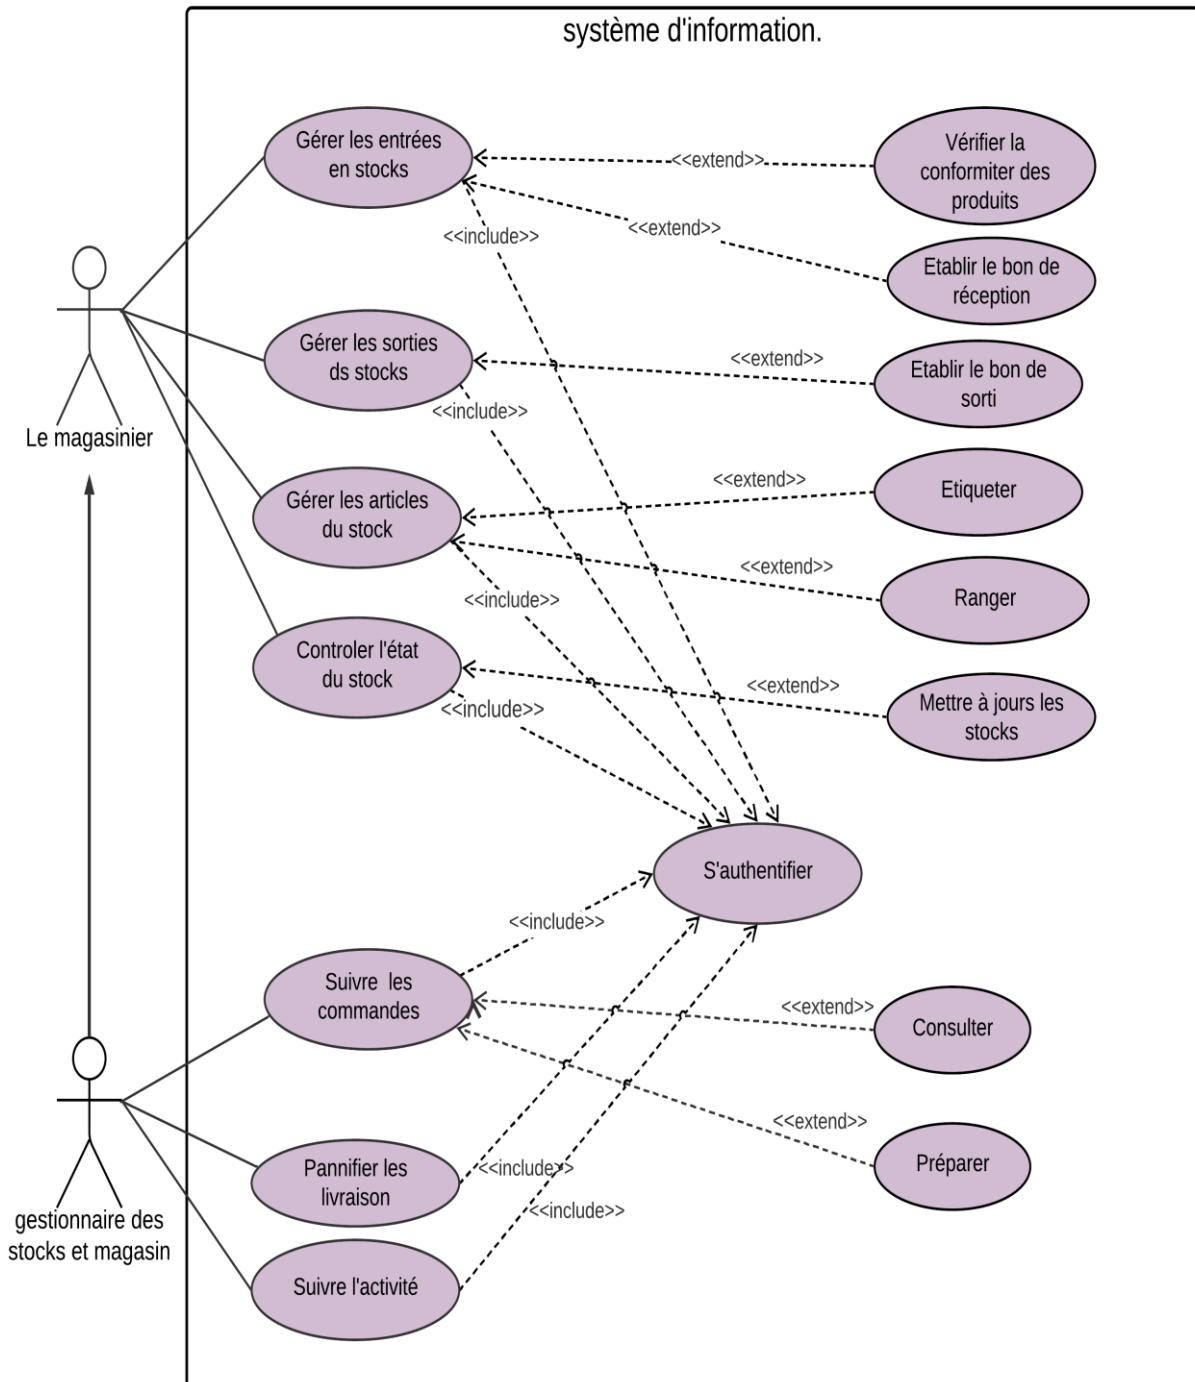 système d'information.
Gérer les entrées
en stocks
<<extend>>
Vérifier la
conformiter des
produits
<<include>>
<<extend>>
Etablir le bon de
réception
Gérer les sorties
ds stocks
<<extend>>
Etablir le bon de
sorti
<<include>>
Le magasinier
Gérer les articles
du stock
<<extend>>
Etiqueter
<<include>>
<<extend>>
Ranger
Controler l'état
du stock
<<extend>>
Mettre à jours les
stocks
<<include>>
S'authentifier
<<include>>
Suivre les
commandes
<<extend>>
Consulter
<<extend>>
Préparer
Pannifier les
livraison
<<include>>
<<include>>
gestionnaire des
stocks et magasin
Suivre l'activité